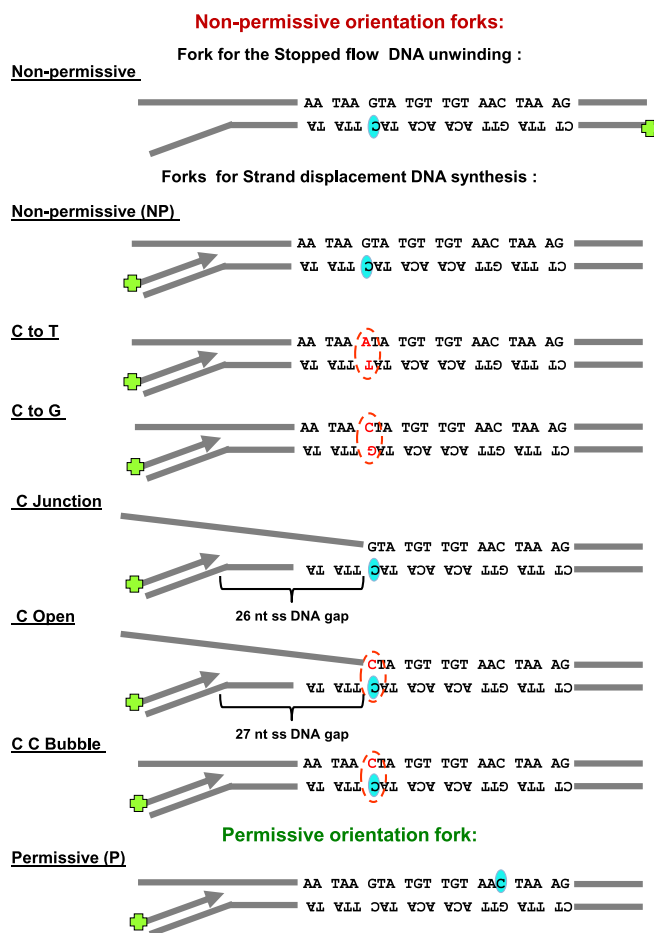 Non-permissive orientation forks:
Fork for the Stopped flow DNA unwinding :
Non-permissive
AA TAA GTA TGT TGT AAC TAA AG
Forks for Strand displacement DNA synthesis :
Non-permissive (NP)
AA TAA GTA TGT TGT AAC TAA AG
C to T
AA TAA ATA TGT TGT AAC TAA AG
C to G
AA TAA CTA TGT TGT AAC TAA AG
C Junction
GTA TGT TGT AAC TAA AG
26 nt ss DNA gap
C Open
CTA TGT TGT AAC TAA AG
27 nt ss DNA gap
C C Bubble
AA TAA CTA TGT TGT AAC TAA AG
Permissive orientation fork:
Permissive (P)
AA TAA GTA TGT TGT AAC TAA AG